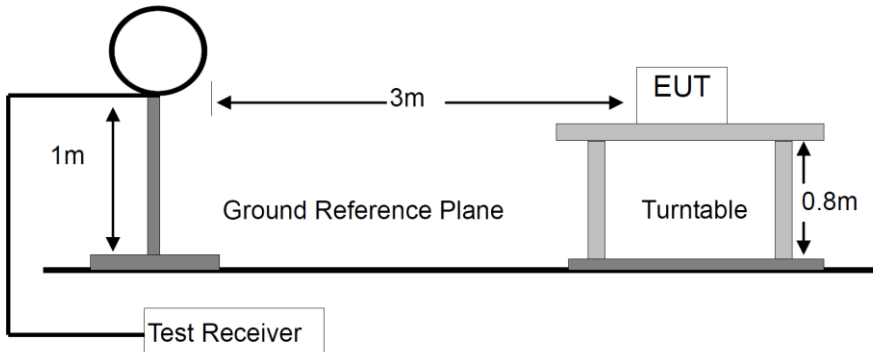 EUT
3m
1m
0.8m
Ground Reference Plane
Turntable
Test Receiver